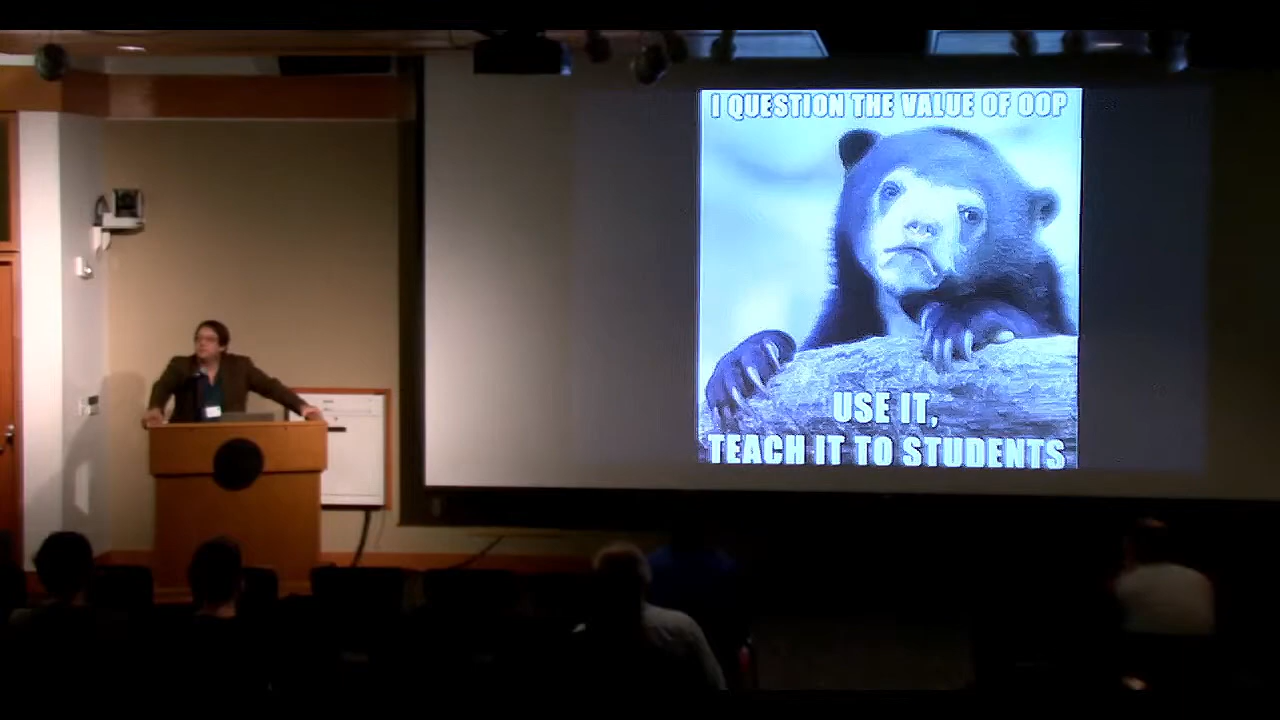 I QUESTION THE VALUE OF OOP
USE IT,
TEACH IT TO STUDENTS